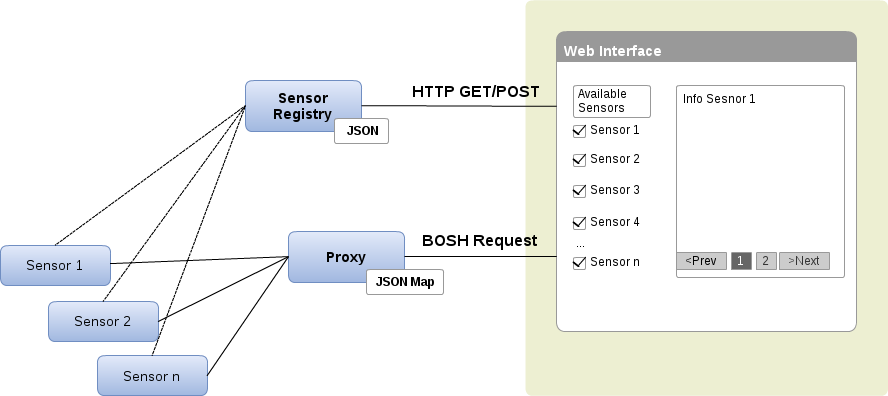 Web Interface
HTTP GET/POST
Sensor
Registry
JSON
Available
Sensors
Sensor 1
Sensor 2
Sensor 3
Sensor 4
...
Sensor n
Info Sesnor 1
<Prev 1 2 >Next
BOSH Request
Proxy
JSON Map
Sensor 1
Sensor 2
Sensor n